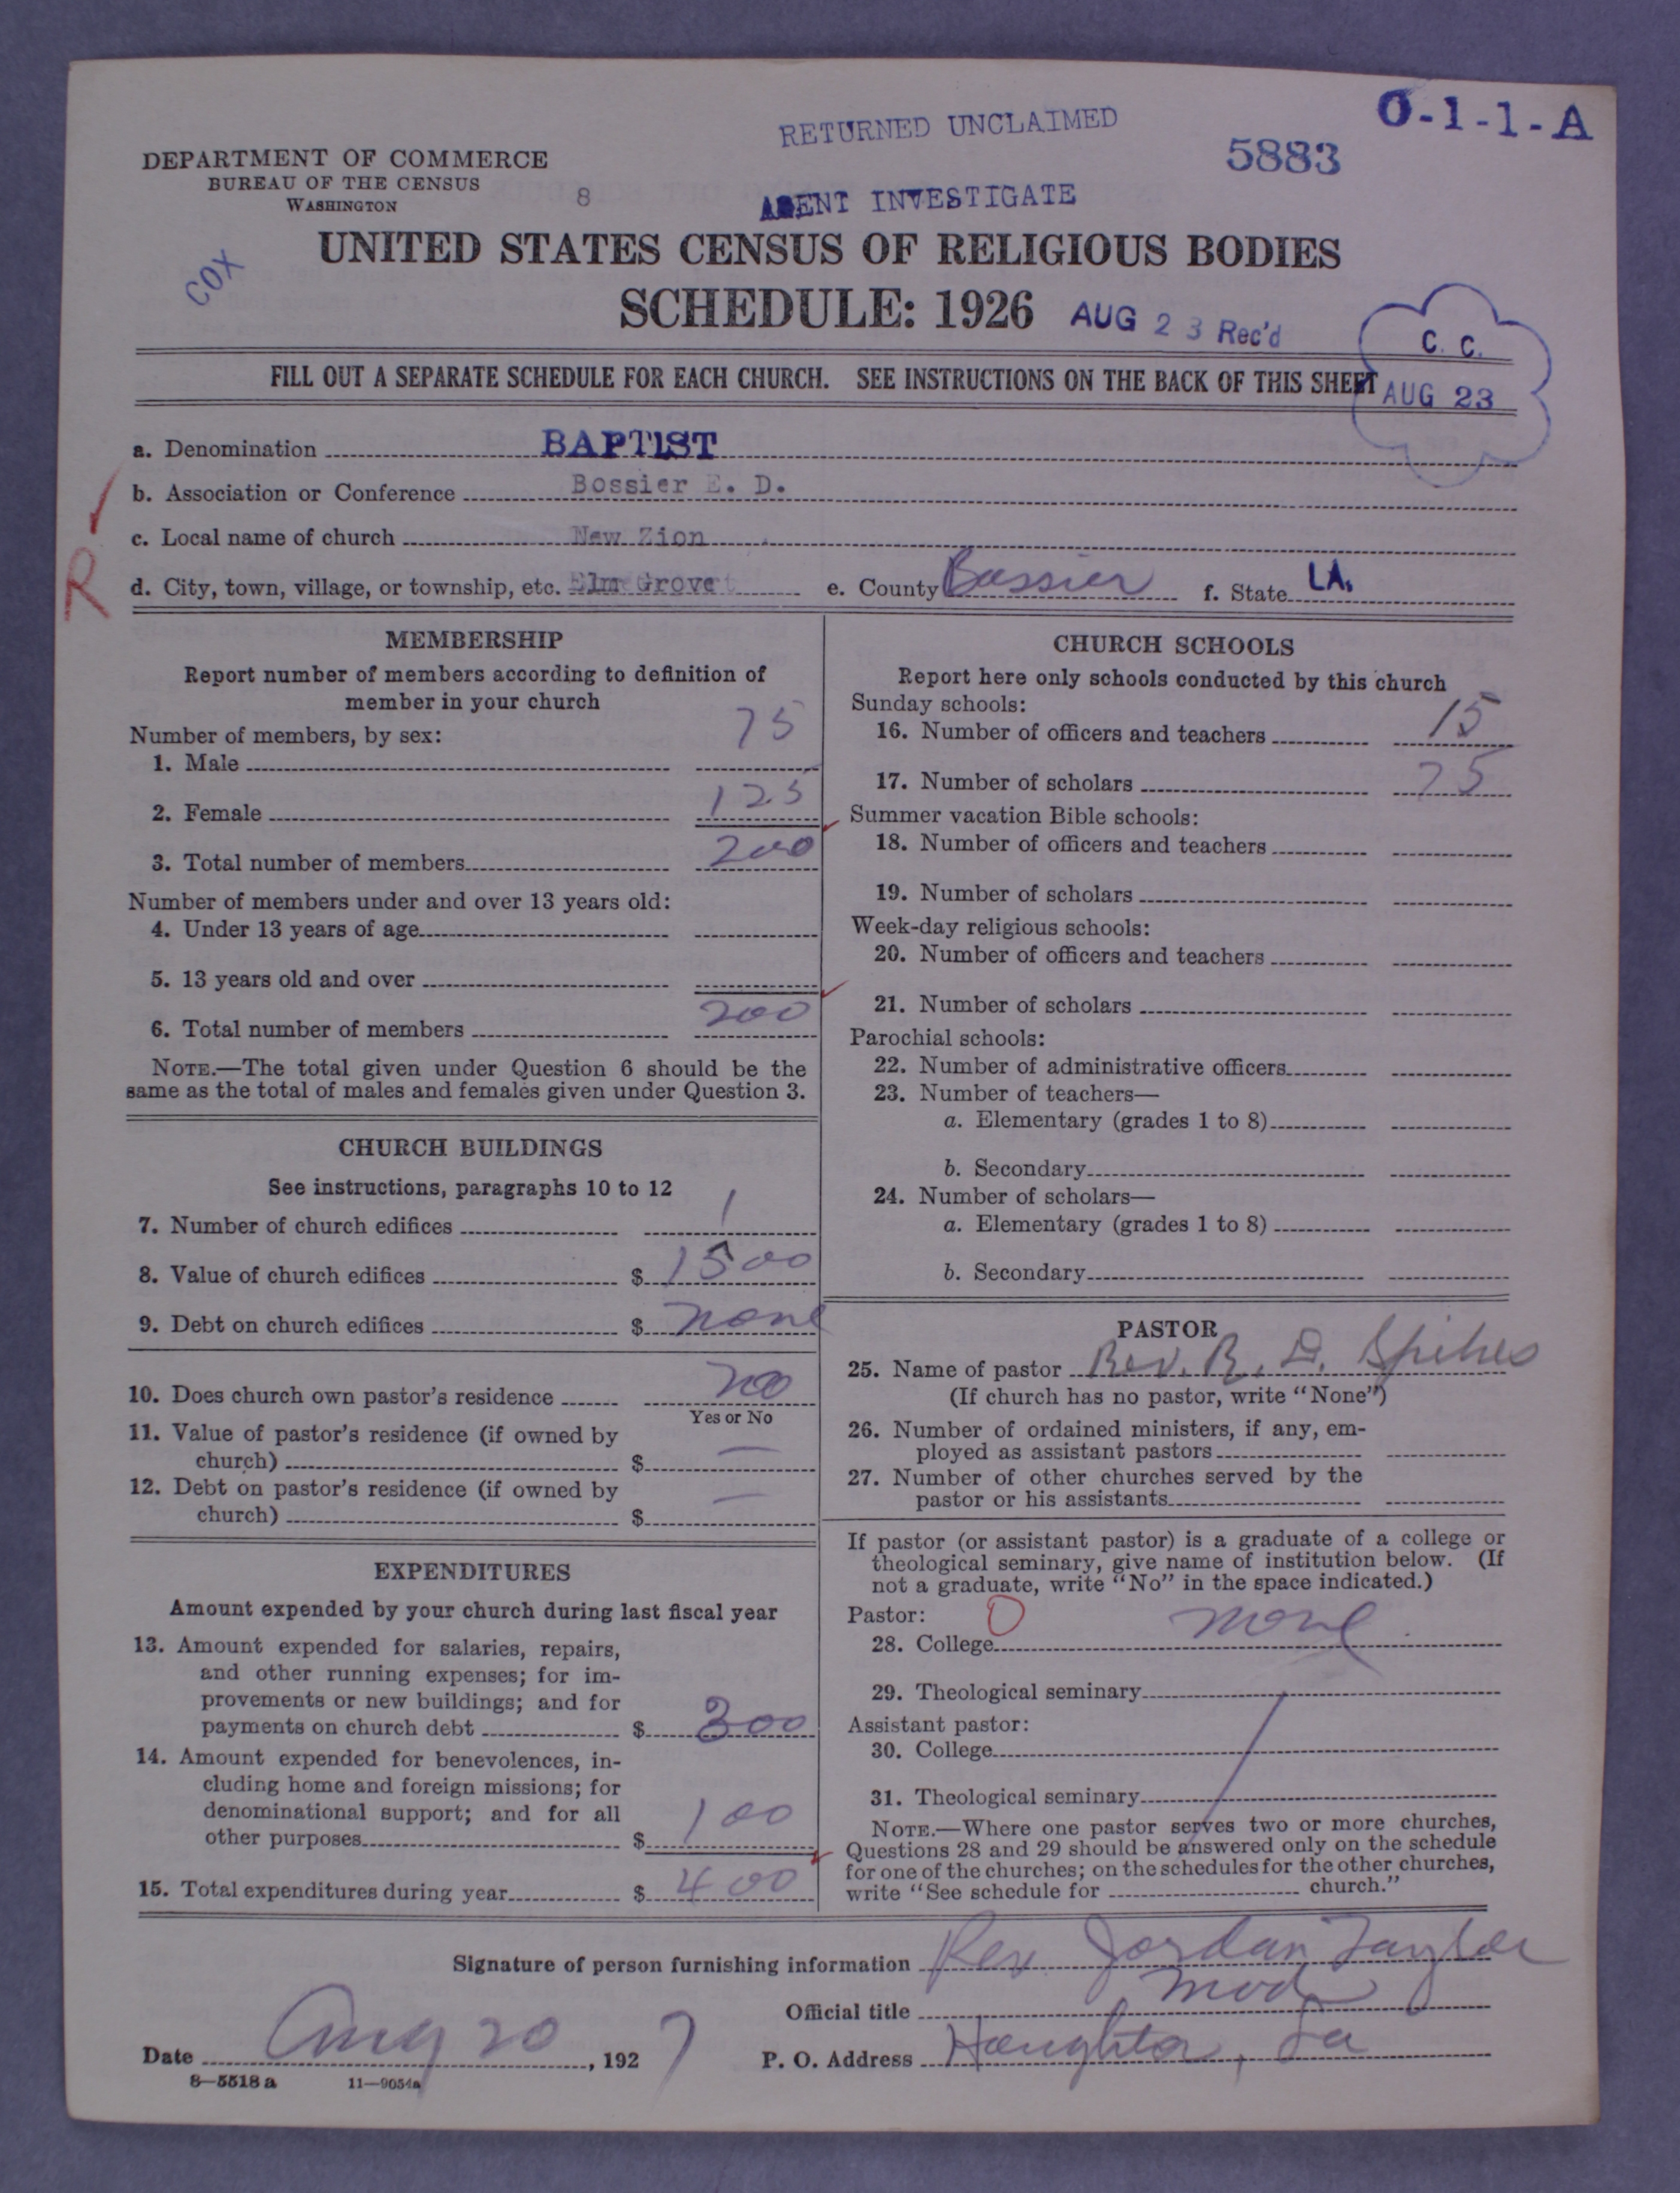 RETURNED UNCLAIMED
O-1-1-A
5883
DEPARTMENT OF COMMERCE
BUREAU OF THE CENSUS
WASHINGTON
8
AGENT INVESTIGATE
COX
UNITED STATES CENSUS OF RELIGIOUS BODIES
SCHEDULE: 1926
AUG 23 Rec'd
C. C.
AUG 23
FILL OUT A SEPARATE SCHEDULE FOR EACH CHURCH. SEE INSTRUCTIONS ON THE BACK OF THIS SHEET
a. Denomination BAPTIST
b. Association or Conference Bossier E. D.
c. Local name of church New Zion
R
d. City, town, village, or township, etc. Elm Grove e. County Bossier f. State LA.
MEMBERSHIP
Report number of members according to definition of
member in your church
Number of members, by sex:
1. Male 75
2. Female 125
3. Total number of members 200
Number of members under and over 13 years old:
4. Under 13 years of age
5. 13 years old and over
6. Total number of members 200
NOTE.—The total given under Question 6 should be the
same as the total of males and females given under Question 3.
CHURCH BUILDINGS
See instructions, paragraphs 10 to 12
7. Number of church edifices 1
8. Value of church edifices $ 1500
9. Debt on church edifices $ none
10. Does church own pastor's residence no
Yes or No
11. Value of pastor's residence (if owned by
church) $ —
12. Debt on pastor's residence (if owned by
church) $ —
EXPENDITURES
Amount expended by your church during last fiscal year
13. Amount expended for salaries, repairs,
and other running expenses; for im-
provements or new buildings; and for
payments on church debt $ 300
14. Amount expended for benevolences, in-
cluding home and foreign missions; for
denominational support; and for all
other purposes $ 100
15. Total expenditures during year $ 400
CHURCH SCHOOLS
Report here only schools conducted by this church
Sunday schools:
16. Number of officers and teachers 15
17. Number of scholars 75
Summer vacation Bible schools:
18. Number of officers and teachers
19. Number of scholars
Week-day religious schools:
20. Number of officers and teachers
21. Number of scholars
Parochial schools:
22. Number of administrative officers
23. Number of teachers—
a. Elementary (grades 1 to 8)
b. Secondary
24. Number of scholars—
a. Elementary (grades 1 to 8)
b. Secondary
PASTOR
25. Name of pastor Rev. R. D. Spikes
(If church has no pastor, write "None")
26. Number of ordained ministers, if any, em-
ployed as assistant pastors
27. Number of other churches served by the
pastor or his assistants
If pastor (or assistant pastor) is a graduate of a college or
theological seminary, give name of institution below. (If
not a graduate, write "No" in the space indicated.)
Pastor: 0
28. College none
29. Theological seminary
Assistant pastor:
30. College
31. Theological seminary
NOTE.—Where one pastor serves two or more churches,
Questions 28 and 29 should be answered only on the schedule
for one of the churches; on the schedules for the other churches,
write "See schedule for church."
Signature of person furnishing information Rev. Jordan Taylor
Official title Mod
Date Aug 20, 1927 P. O. Address Haughton, La
8—5518 a 11—9054a